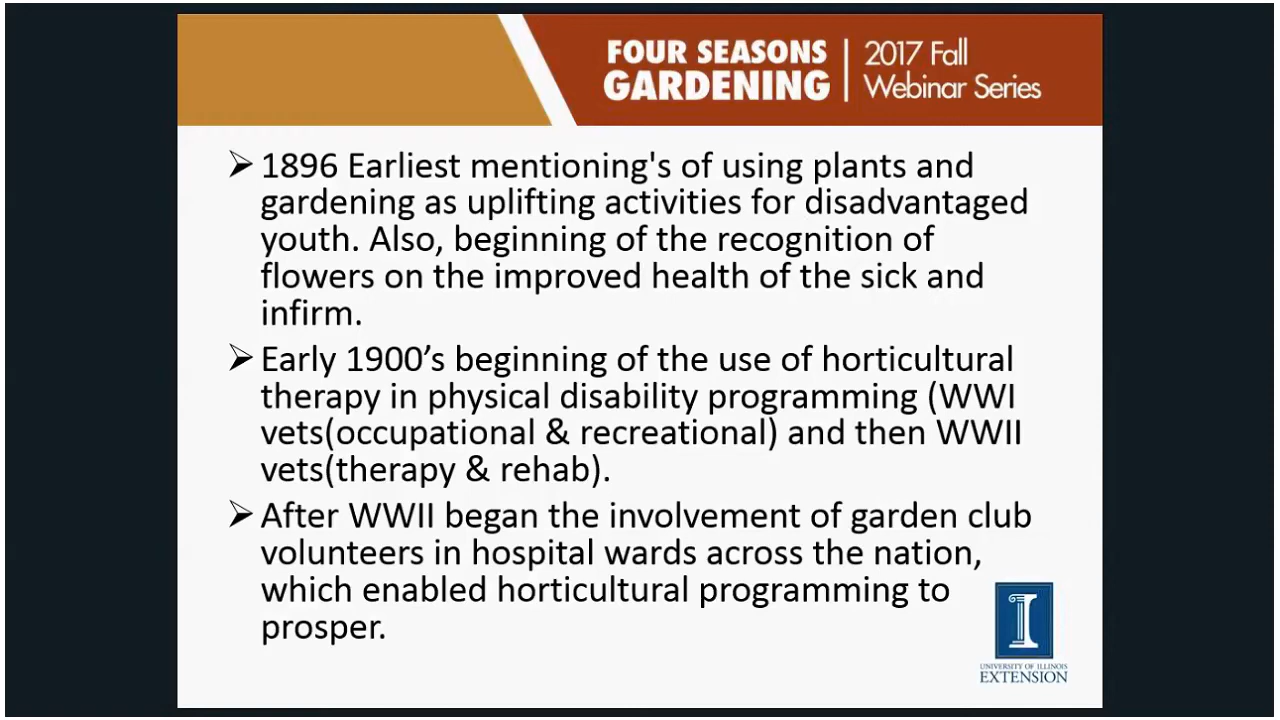 FOUR SEASONS
GARDENING
2017 Fall
Webinar Series
➢ 1896 Earliest mentioning's of using plants and
gardening as uplifting activities for disadvantaged
youth. Also, beginning of the recognition of
flowers on the improved health of the sick and
infirm.
➢ Early 1900’s beginning of the use of horticultural
therapy in physical disability programming (WWI
vets(occupational & recreational) and then WWII
vets(therapy & rehab).
➢ After WWII began the involvement of garden club
volunteers in hospital wards across the nation,
which enabled horticultural programming to
prosper.
I
UNIVERSITY OF ILLINOIS
EXTENSION